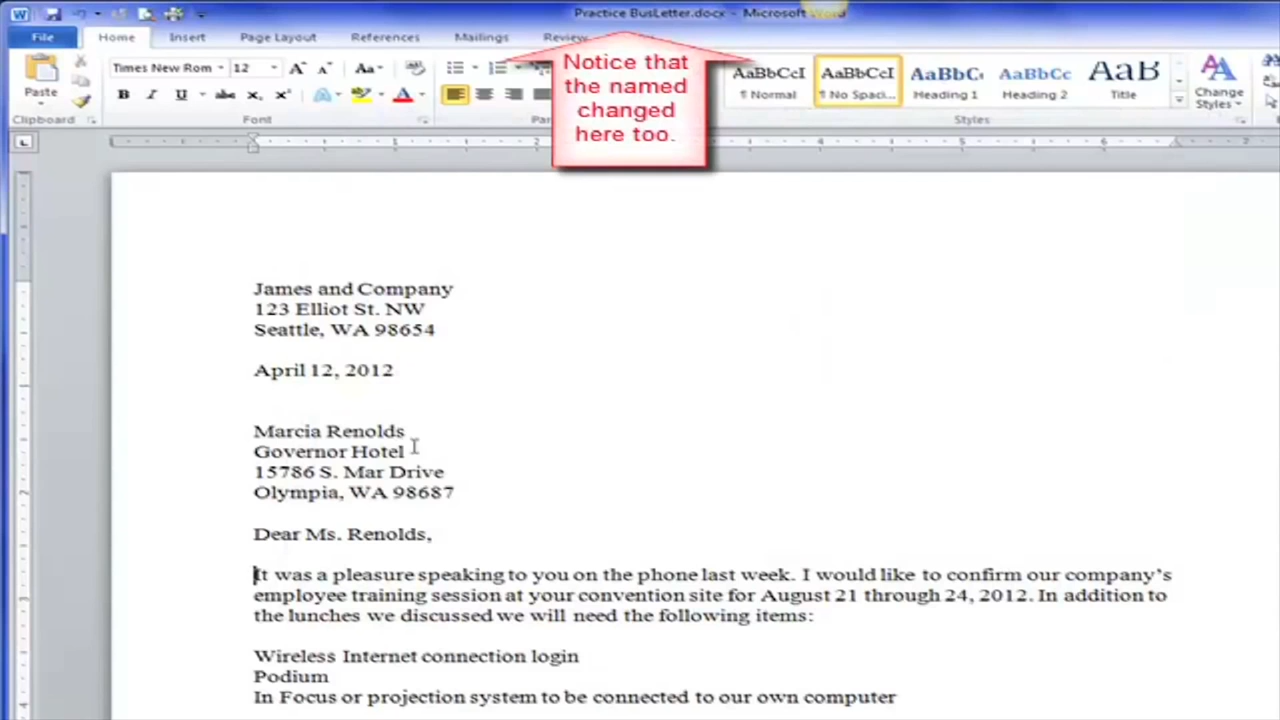 Practice BusLetter.docx - Microsoft Word
File Home Insert Page Layout References Mailings Review
Notice that
the named
changed
here too.
Paste
Times New Rom 12
AaBbCcI AaBbCcI AaBbC AaBbCc AaB
¶ Normal ¶ No Spaci... Heading 1 Heading 2 Title
Change
Styles
Clipboard Font Styles
James and Company
123 Elliot St. NW
Seattle, WA 98654
April 12, 2012
Marcia Renolds
Governor Hotel
15786 S. Mar Drive
Olympia, WA 98687
Dear Ms. Renolds,
It was a pleasure speaking to you on the phone last week. I would like to confirm our company's
employee training session at your convention site for August 21 through 24, 2012. In addition to
the lunches we discussed we will need the following items:
Wireless Internet connection login
Podium
In Focus or projection system to be connected to our own computer